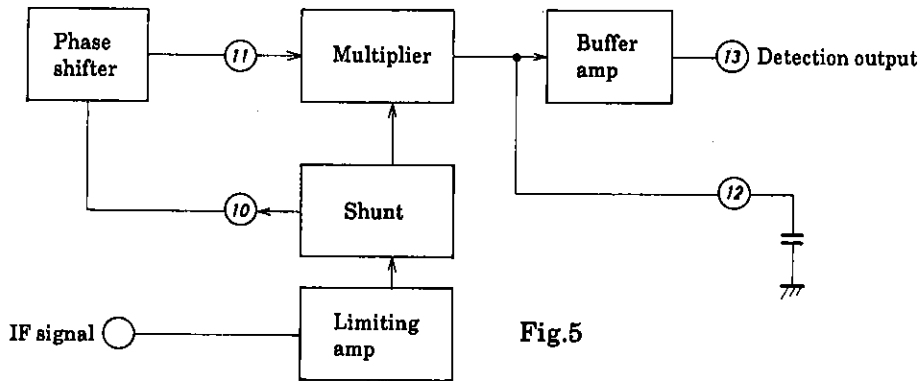 Phase
shifter
11
Multiplier
Buffer
amp
13
Detection output
10
Shunt
12
IF signal
Limiting
amp
Fig.5